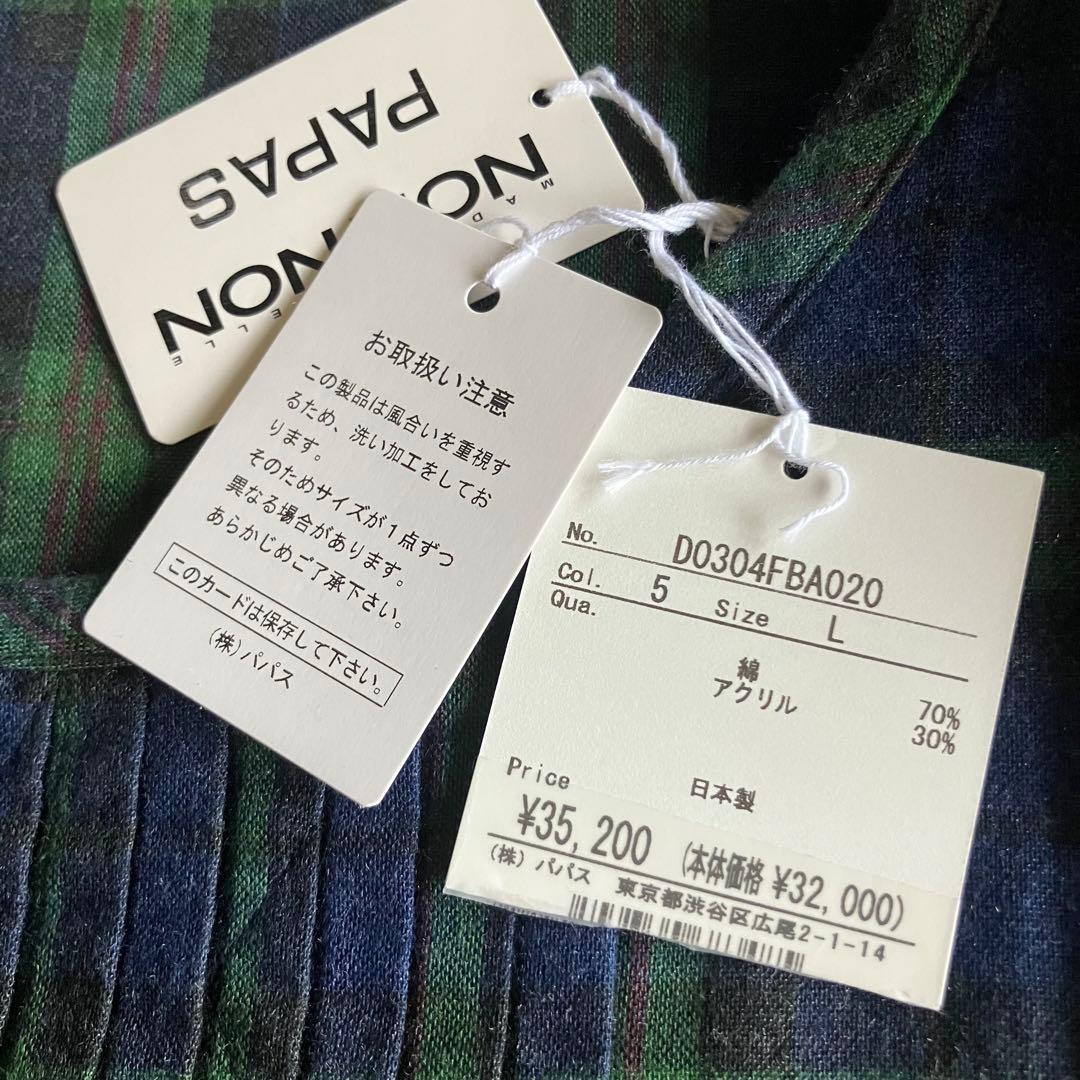 PAPAS
NON
お取扱い注意
この製品は風合いを重視す
るため、洗い加工をしてお
ります。
そのためサイズが1点ずつ
異なる場合があります。
あらかじめご了承下さい。
このカードは保存して下さい。
(株)パパス
No. D0304FBA020
Col. 5 Size L
Qua.
綿 70%
アクリル 30%
日本製
Price
¥35,200 (本体価格 ¥32,000)
(株) パパス 東京都渋谷区広尾2-1-14